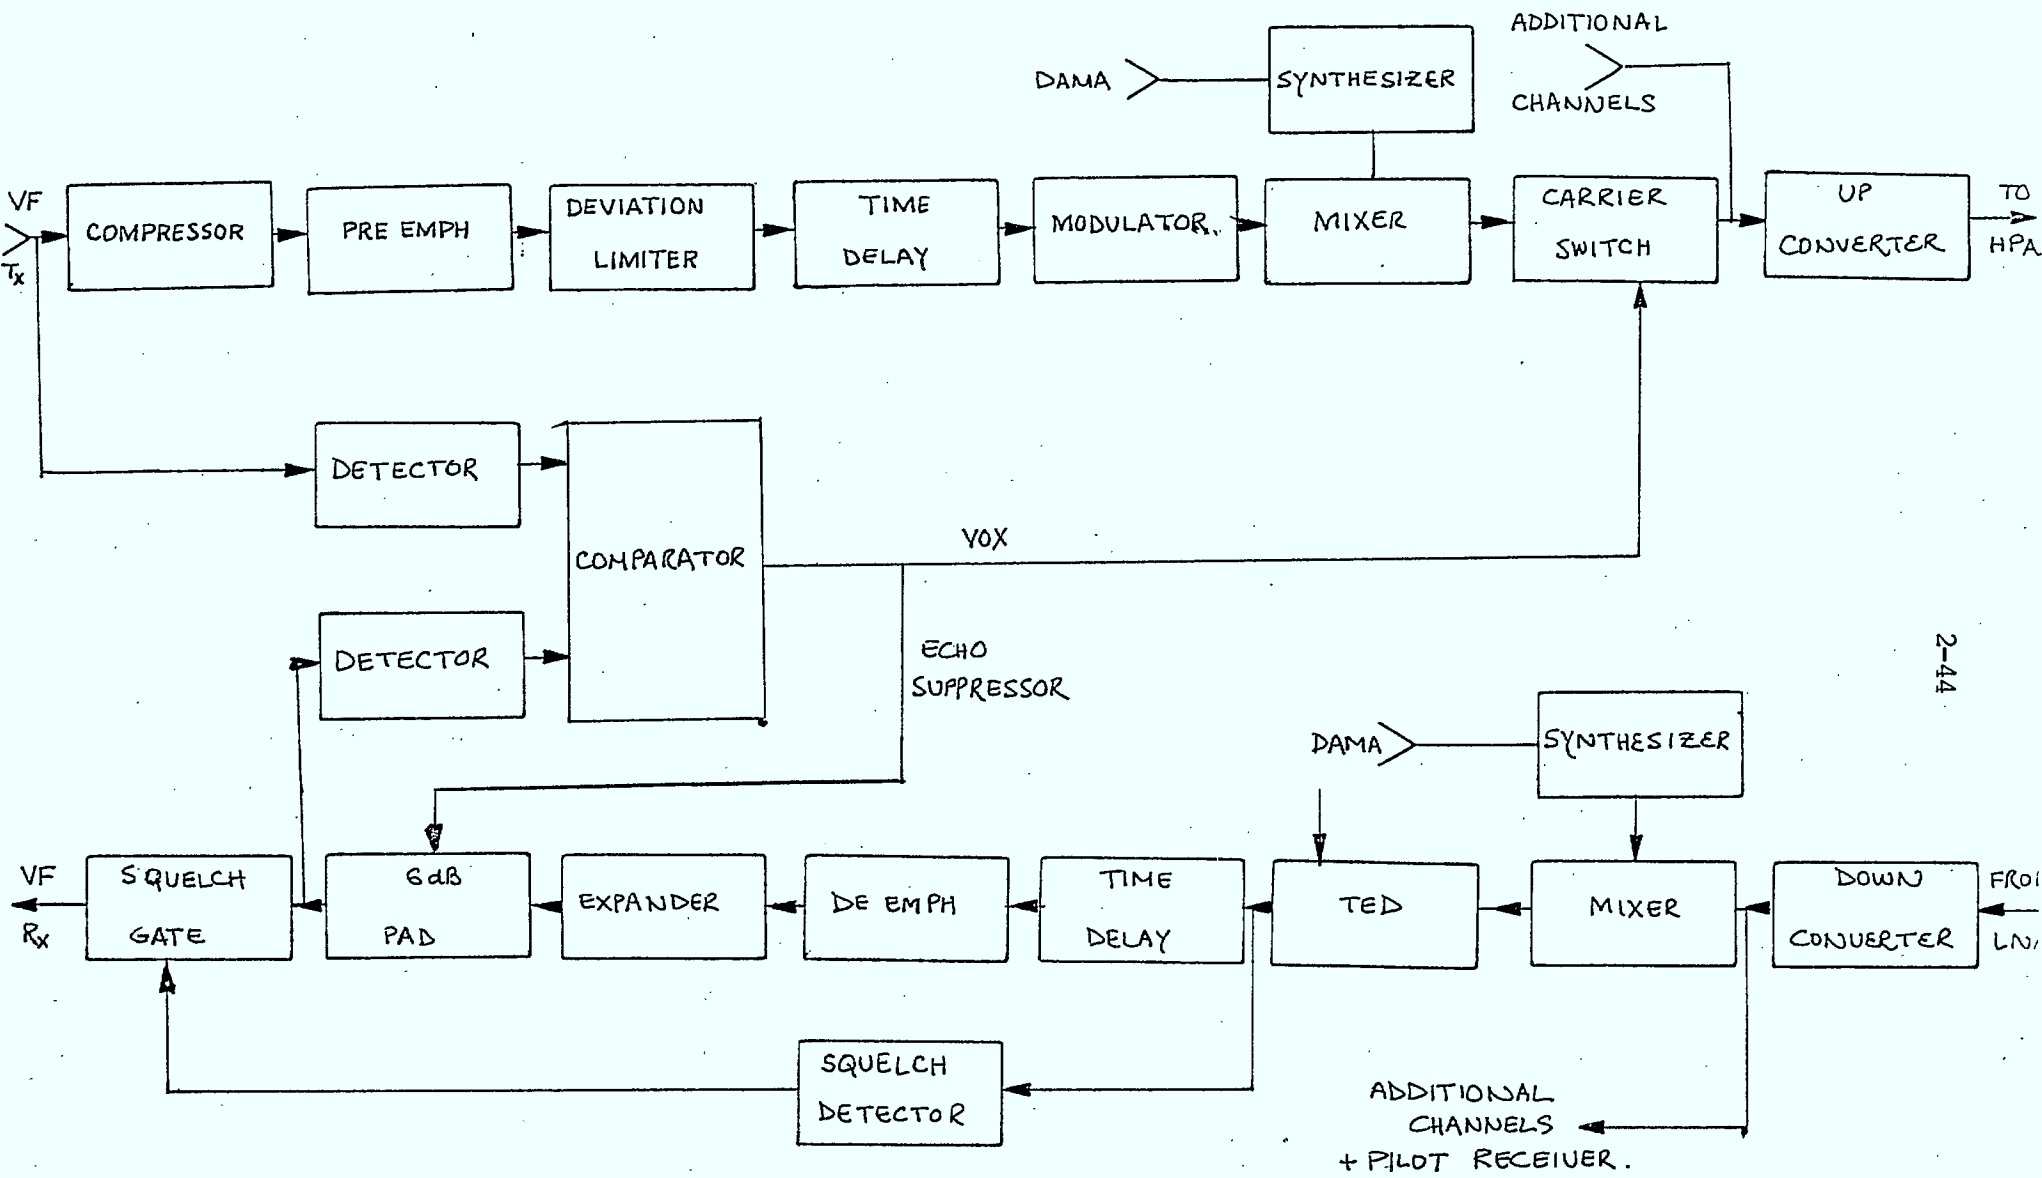 ADDITIONAL
CHANNELS
DAMA
SYNTHESIZER
VF
Tx
COMPRESSOR
PRE EMPH
DEVIATION
LIMITER
TIME
DELAY
MODULATOR
MIXER
CARRIER
SWITCH
UP
CONVERTER
TO
HPA
DETECTOR
COMPARATOR
VOX
DETECTOR
ECHO
SUPPRESSOR
2-44
DAMA
SYNTHESIZER
VF
Rx
SQUELCH
GATE
6dB
PAD
EXPANDER
DE EMPH
TIME
DELAY
TED
MIXER
DOWN
CONVERTER
SQUELCH
DETECTOR
ADDITIONAL
CHANNELS
+ PILOT RECEIVER.